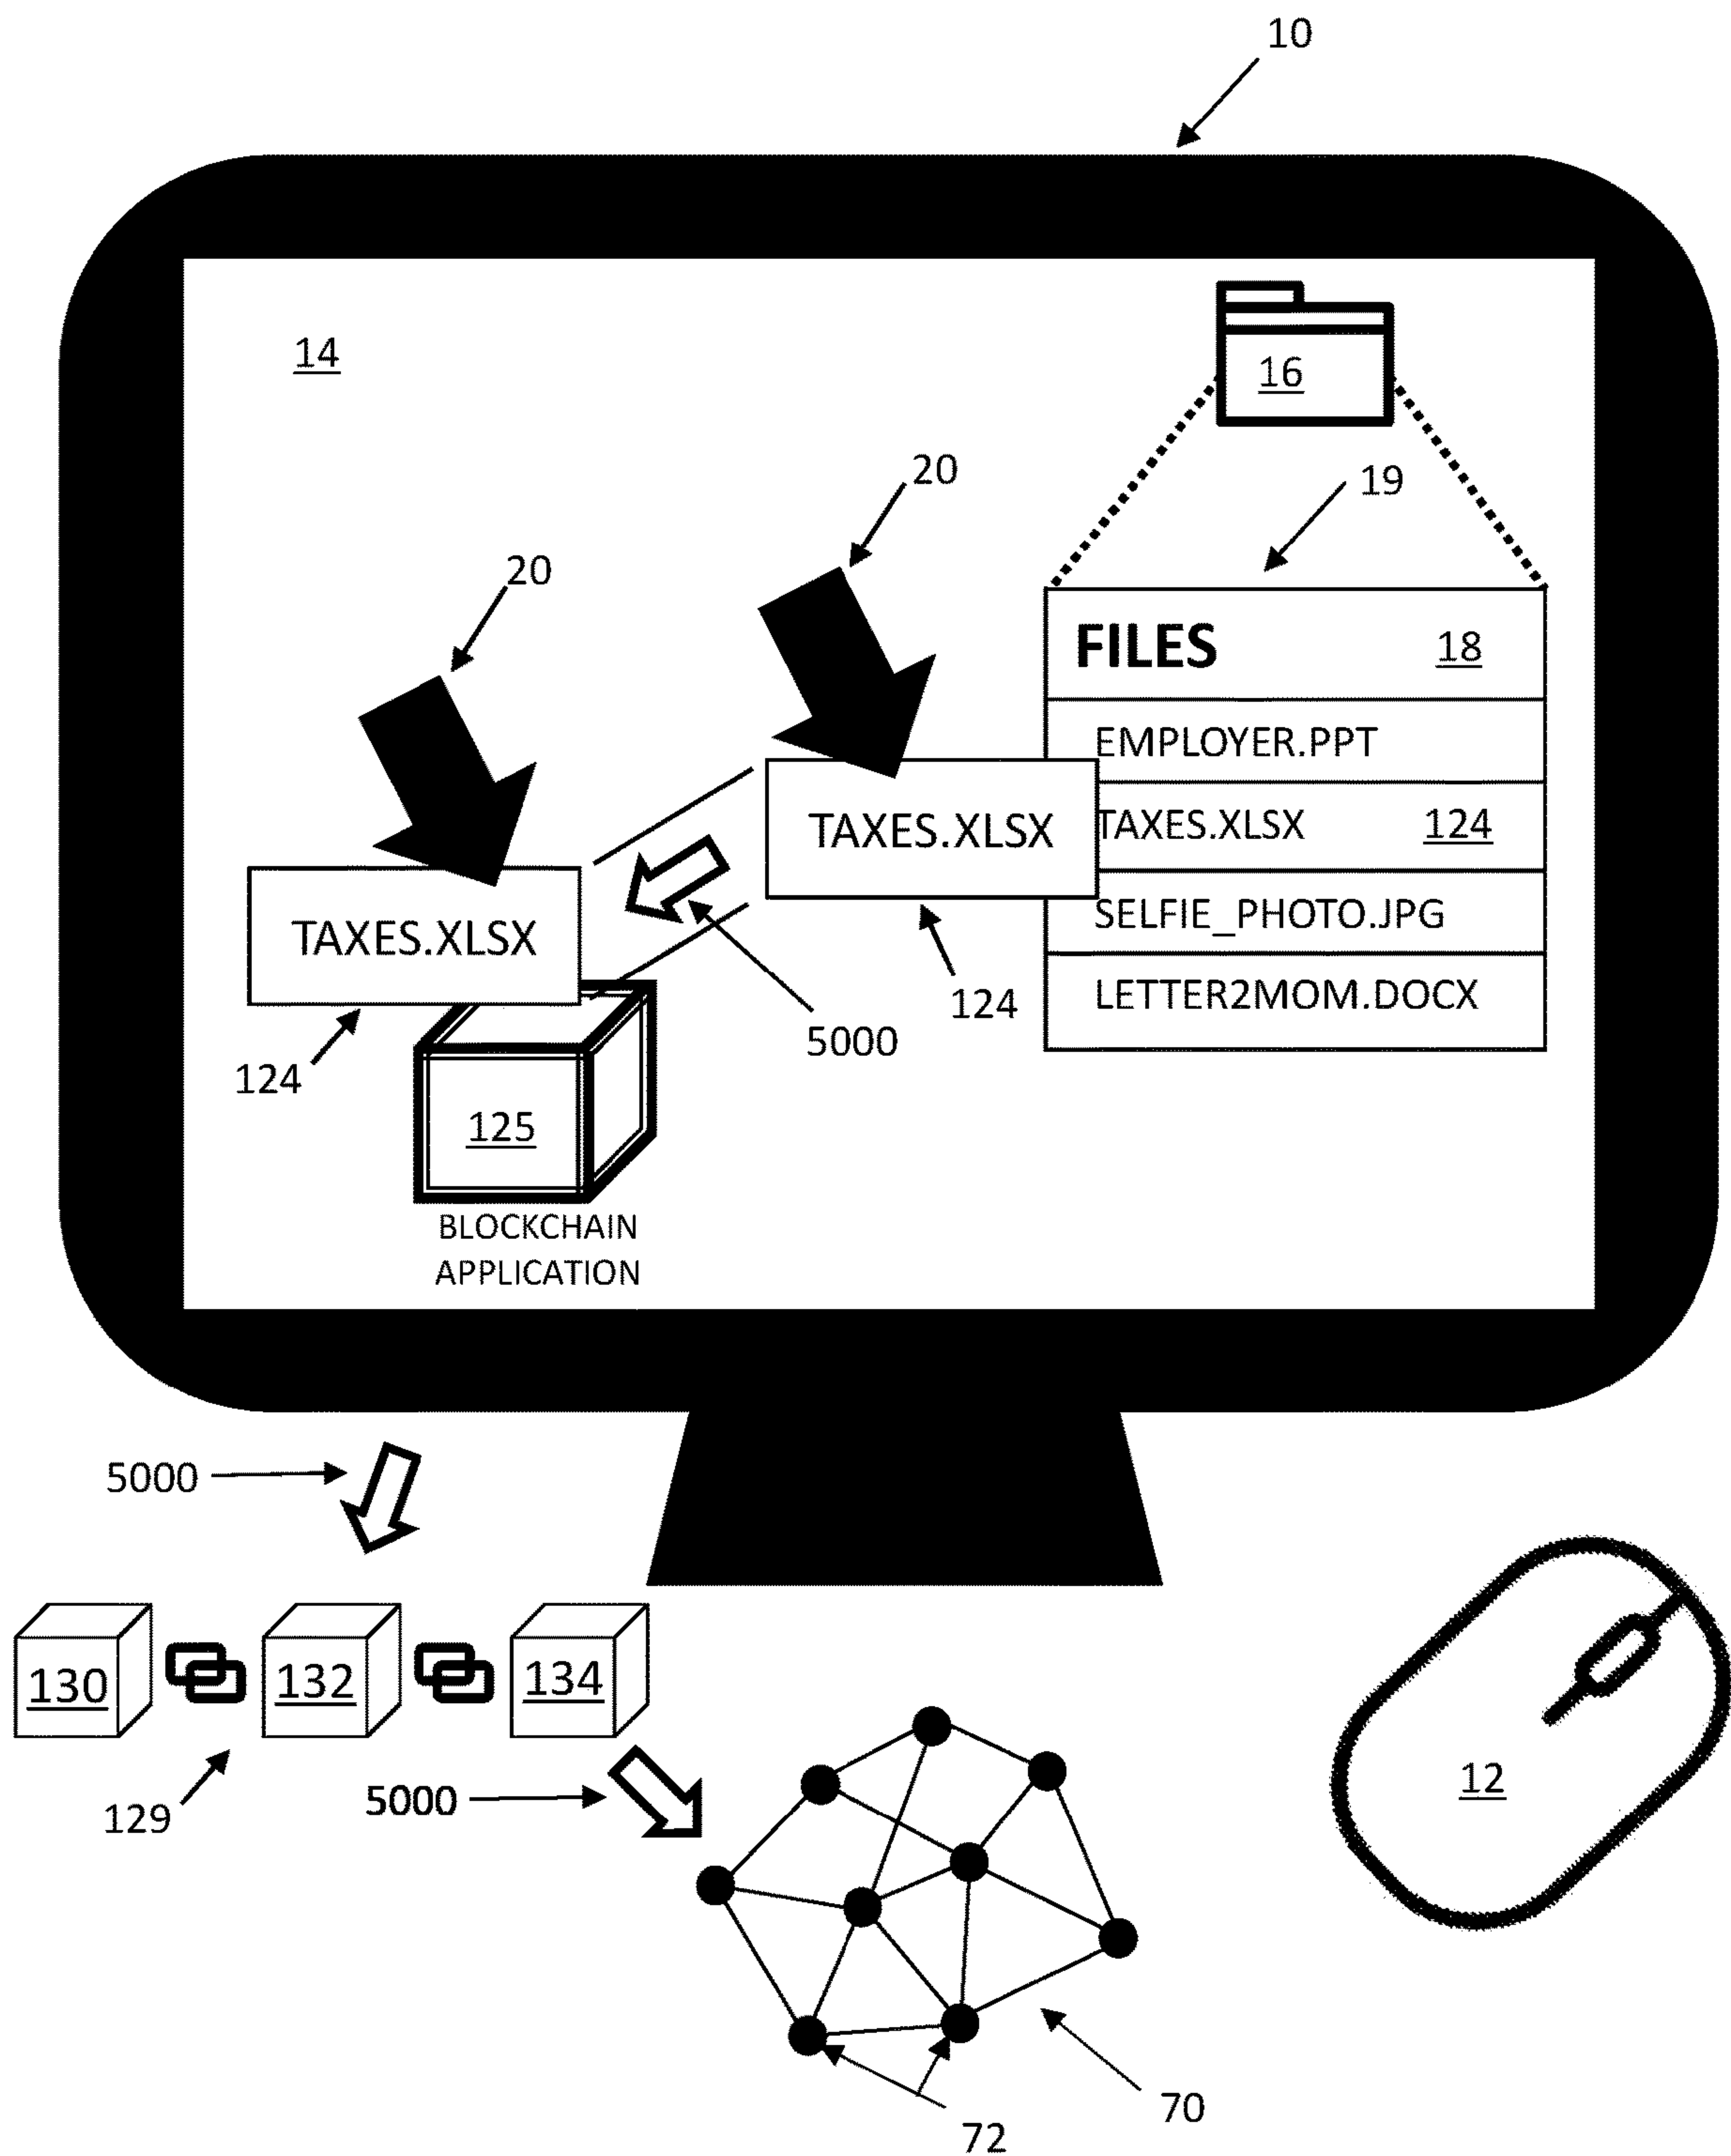 10
14
16
20
19
20
FILES 18
EMPLOYER.PPT
TAXES.XLSX
TAXES.XLSX 124
SELFIE_PHOTO.JPG
TAXES.XLSX
LETTER2MOM.DOCX
124
5000
124
125
BLOCKCHAIN
APPLICATION
5000
130
132
134
12
5000
129
70
72